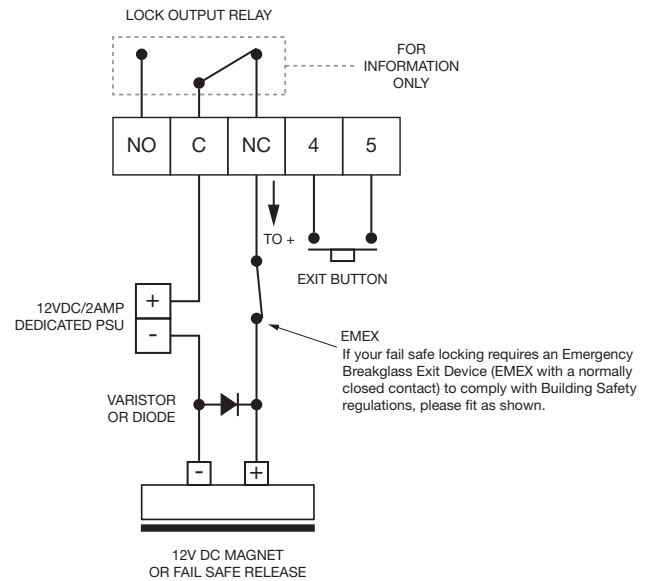 LOCK OUTPUT RELAY
FOR
INFORMATION
ONLY
NO C NC 4 5
TO +
EXIT BUTTON
12VDC/2AMP
DEDICATED PSU
+
-
EMEX
If your fail safe locking requires an Emergency
Breakglass Exit Device (EMEX with a normally
closed contact) to comply with Building Safety
regulations, please fit as shown.
VARISTOR
OR DIODE
- +
12V DC MAGNET
OR FAIL SAFE RELEASE